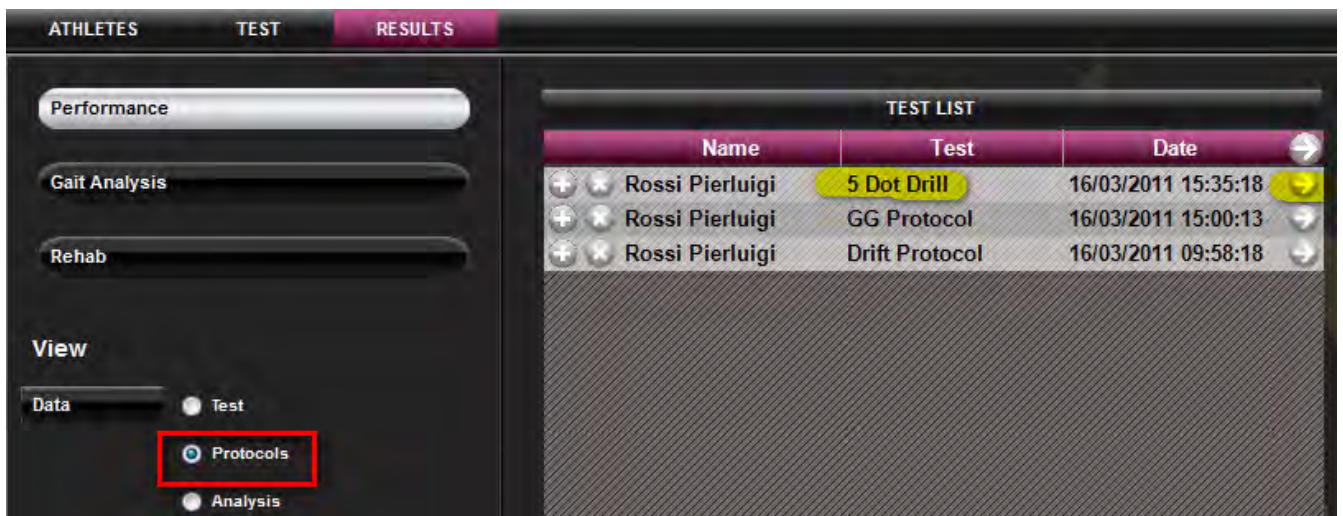 ATHLETES TEST RESULTS
Performance
Gait Analysis
Rehab
View
Data
Test
Protocols
Analysis
TEST LIST
Name Test Date
Rossi Pierluigi 5 Dot Drill 16/03/2011 15:35:18
Rossi Pierluigi GG Protocol 16/03/2011 15:00:13
Rossi Pierluigi Drift Protocol 16/03/2011 09:58:18